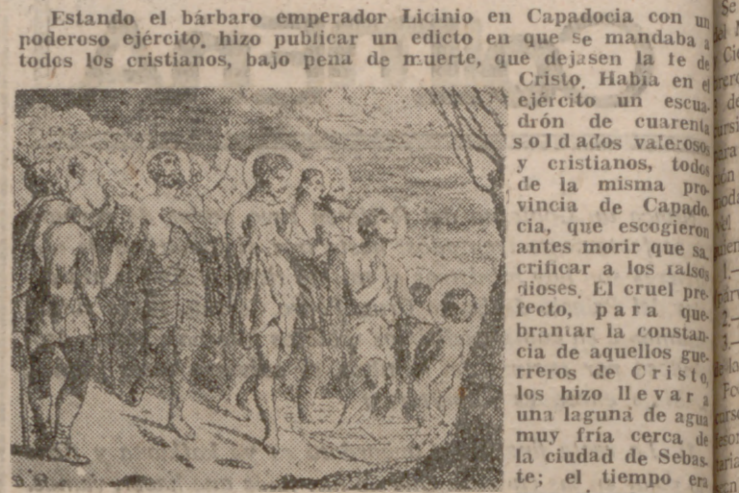 Estando el bárbaro emperador Licinio en Capadocia con un
poderoso ejército, hizo publicar un edicto en que se mandaba a
todos los cristianos, bajo pena de muerte, que dejasen la fe de
Cristo. Había en el
ejército un escua-
drón de cuarenta
soldados valerosos
y cristianos, todos
de la misma pro-
vincia de Capado-
cia, que escogieron
antes morir que sa-
crificar a los falsos
dioses. El cruel pre-
fecto, para que-
brantar la constan-
cia de aquellos gue-
rreros de Cristo,
los hizo llevar a
una laguna de agua
muy fría cerca de
la ciudad de Sebas-
te; el tiempo era
Se
1.—
2.—
3.—